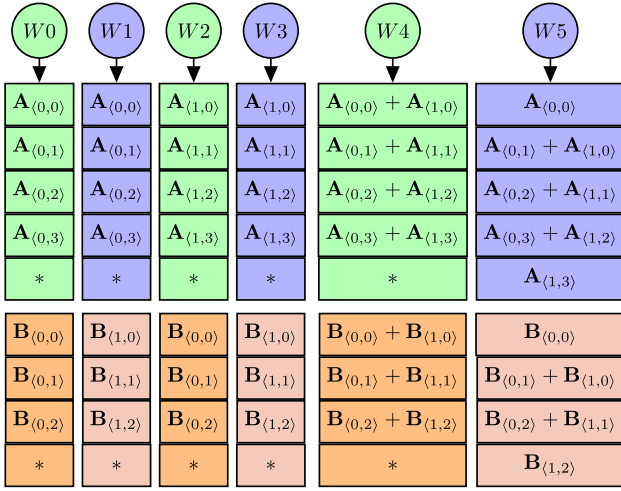 W0 W1 W2 W3 W4 W5
A⟨0,0⟩ A⟨0,0⟩ A⟨1,0⟩ A⟨1,0⟩ A⟨0,0⟩ + A⟨1,0⟩ A⟨0,0⟩
A⟨0,1⟩ A⟨0,1⟩ A⟨1,1⟩ A⟨1,1⟩ A⟨0,1⟩ + A⟨1,1⟩ A⟨0,1⟩ + A⟨1,0⟩
A⟨0,2⟩ A⟨0,2⟩ A⟨1,2⟩ A⟨1,2⟩ A⟨0,2⟩ + A⟨1,2⟩ A⟨0,2⟩ + A⟨1,1⟩
A⟨0,3⟩ A⟨0,3⟩ A⟨1,3⟩ A⟨1,3⟩ A⟨0,3⟩ + A⟨1,3⟩ A⟨0,3⟩ + A⟨1,2⟩
* * * * * A⟨1,3⟩
B⟨0,0⟩ B⟨1,0⟩ B⟨0,0⟩ B⟨1,0⟩ B⟨0,0⟩ + B⟨1,0⟩ B⟨0,0⟩
B⟨0,1⟩ B⟨1,1⟩ B⟨0,1⟩ B⟨1,1⟩ B⟨0,1⟩ + B⟨1,1⟩ B⟨0,1⟩ + B⟨1,0⟩
B⟨0,2⟩ B⟨1,2⟩ B⟨0,2⟩ B⟨1,2⟩ B⟨0,2⟩ + B⟨1,2⟩ B⟨0,2⟩ + B⟨1,1⟩
* * * * * B⟨1,2⟩